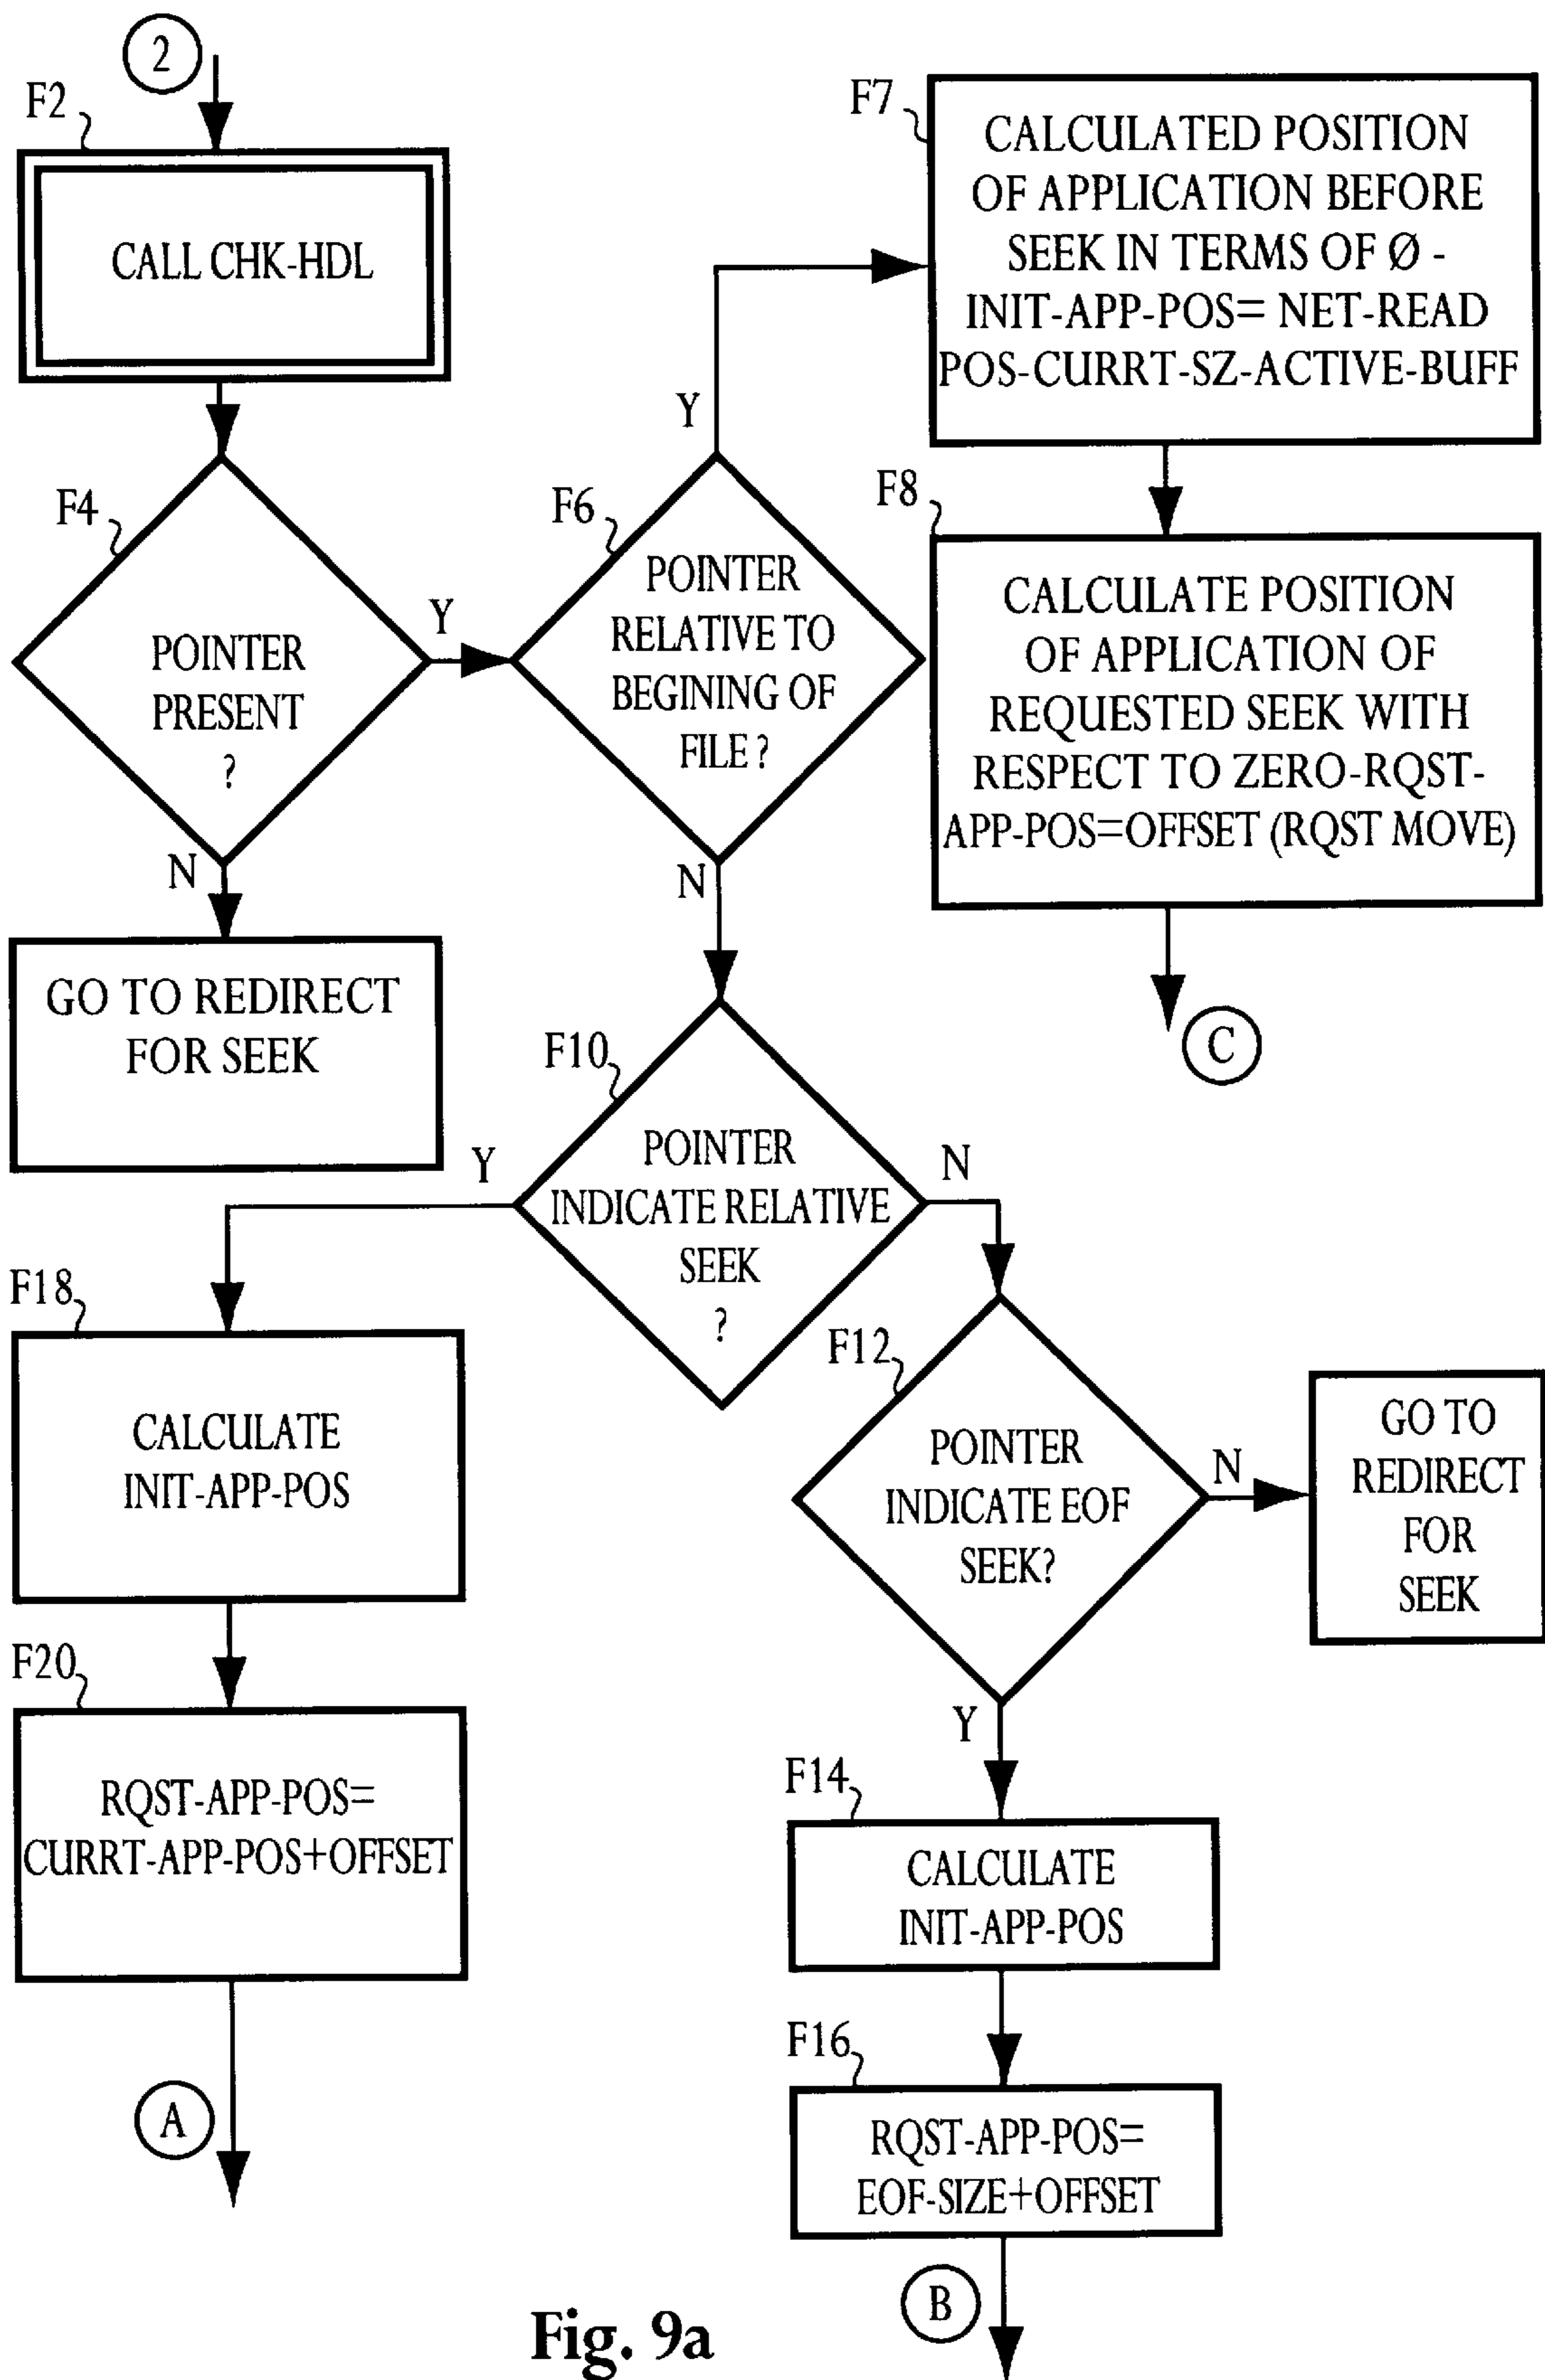 2
F2
CALL CHK-HDL
F4
POINTER
PRESENT
?
Y
N
GO TO REDIRECT
FOR SEEK
F6
POINTER
RELATIVE TO
BEGINING OF
FILE ?
Y
N
F7
CALCULATED POSITION
OF APPLICATION BEFORE
SEEK IN TERMS OF Ø -
INIT-APP-POS= NET-READ
POS-CURRT-SZ-ACTIVE-BUFF
F8
CALCULATE POSITION
OF APPLICATION OF
REQUESTED SEEK WITH
RESPECT TO ZERO-RQST-
APP-POS=OFFSET (RQST MOVE)
C
F10
POINTER
INDICATE RELATIVE
SEEK
?
Y
N
F18
CALCULATE
INIT-APP-POS
F20
RQST-APP-POS=
CURRT-APP-POS+OFFSET
A
F12
POINTER
INDICATE EOF
SEEK?
N
GO TO
REDIRECT
FOR
SEEK
Y
F14
CALCULATE
INIT-APP-POS
F16
RQST-APP-POS=
EOF-SIZE+OFFSET
B
Fig. 9a